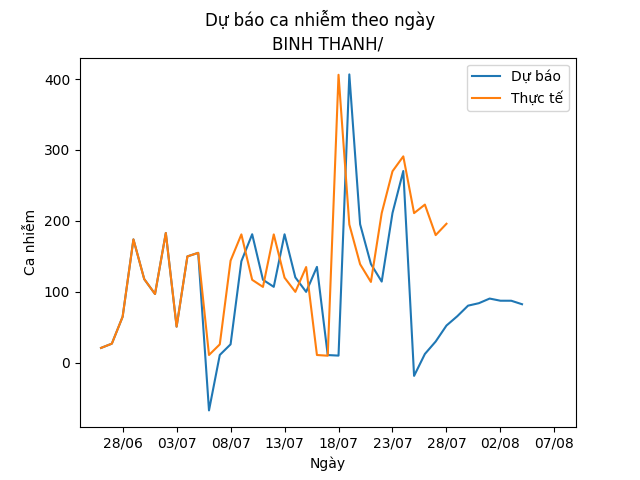 Dự báo ca nhiễm theo ngày
BINH THANH/
Dự báo
Thực tế
Ca nhiễm
400
300
200
100
0
28/06 03/07 08/07 13/07 18/07 23/07 28/07 02/08 07/08
Ngày